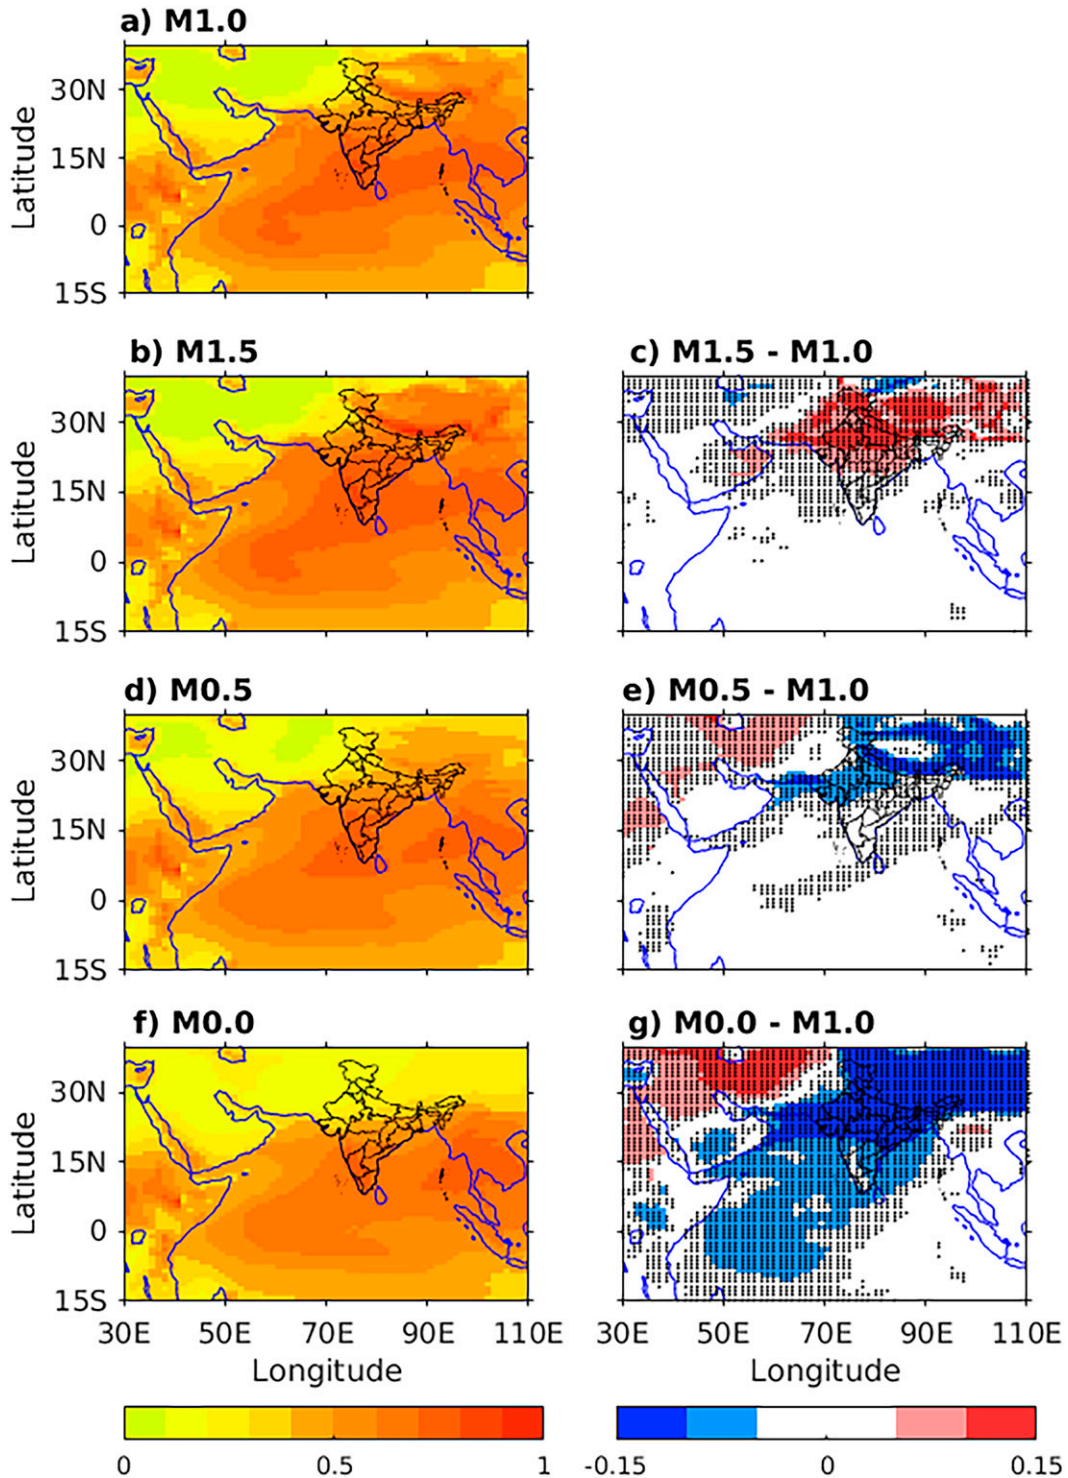 a) M1.0
30N
15N
0
15S
Latitude
b) M1.5
c) M1.5 - M1.0
30N
15N
0
15S
Latitude
d) M0.5
e) M0.5 - M1.0
30N
15N
0
15S
Latitude
f) M0.0
g) M0.0 - M1.0
30N
15N
0
15S
Latitude
30E 50E 70E 90E 110E
30E 50E 70E 90E 110E
Longitude
Longitude
0 0.5 1
-0.15 0 0.15